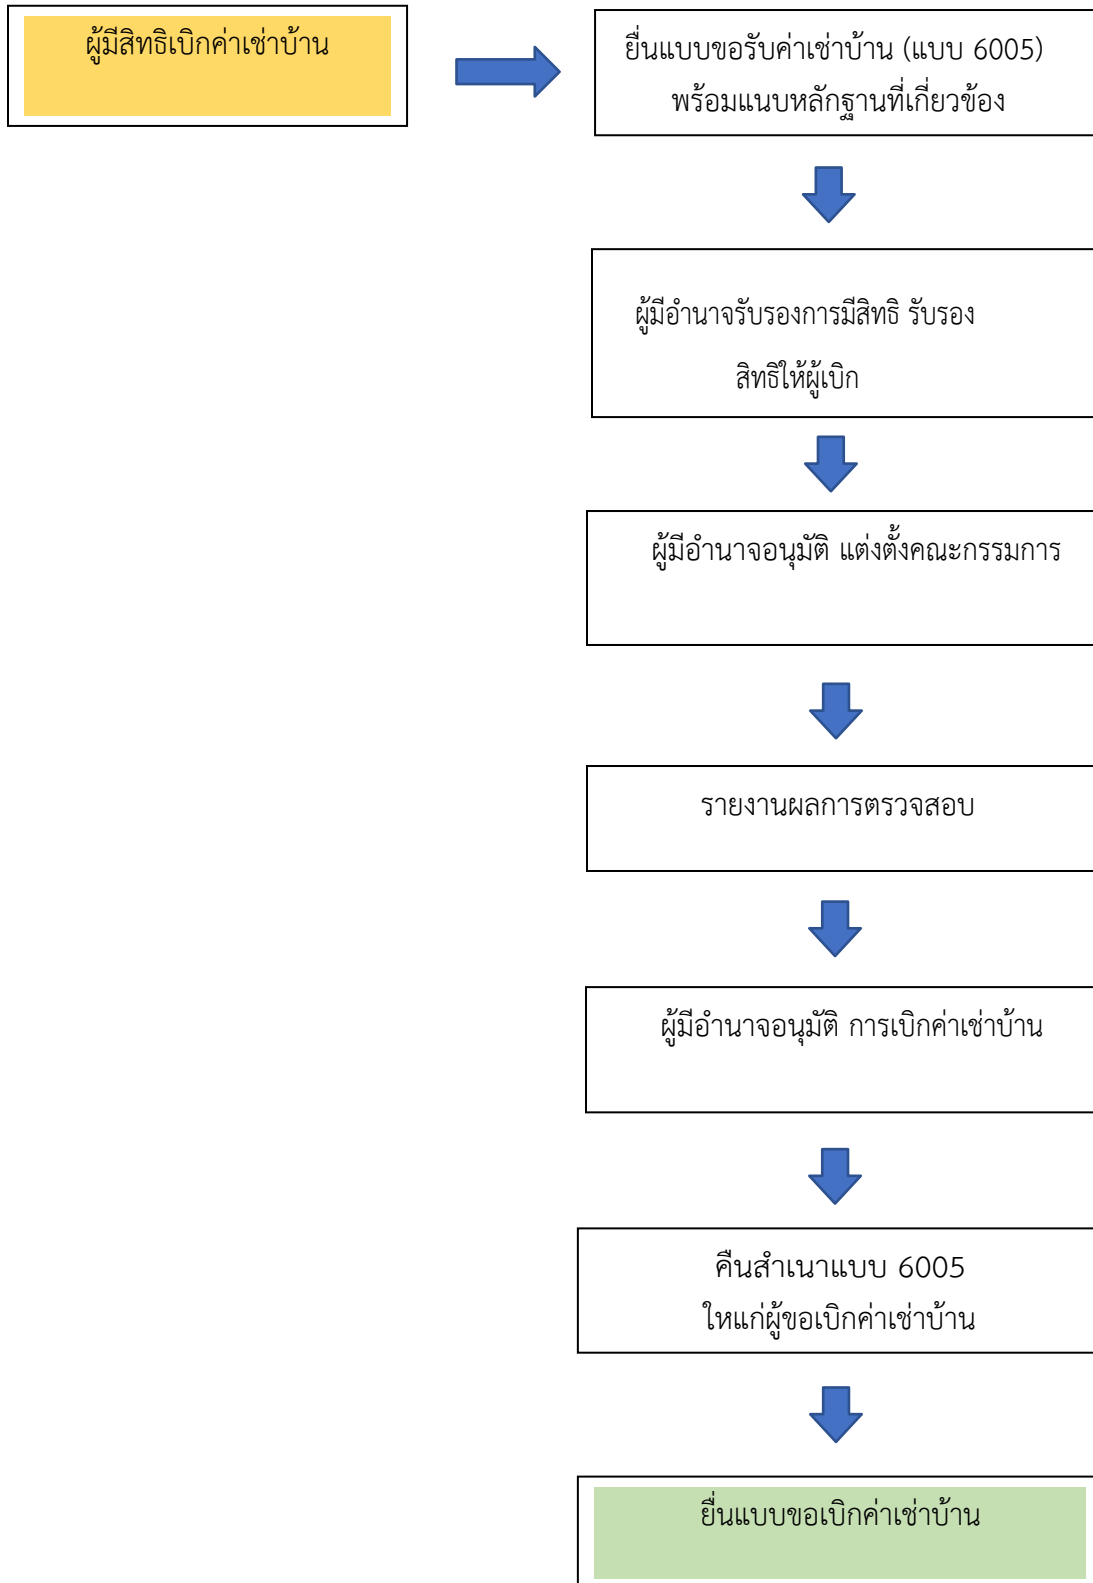 ผู้มีสิทธิเบิกค่าเช่าบ้าน
ยื่นแบบขอรับค่าเช่าบ้าน (แบบ 6005)
พร้อมแนบหลักฐานที่เกี่ยวข้อง
ผู้มีอำนาจรับรองการมีสิทธิ รับรอง
สิทธิให้ผู้เบิก
ผู้มีอำนาจอนุมัติ แต่งตั้งคณะกรรมการ
รายงานผลการตรวจสอบ
ผู้มีอำนาจอนุมัติ การเบิกค่าเช่าบ้าน
คืนสำเนาแบบ 6005
ใหแก่ผู้ขอเบิกค่าเช่าบ้าน
ยื่นแบบขอเบิกค่าเช่าบ้าน